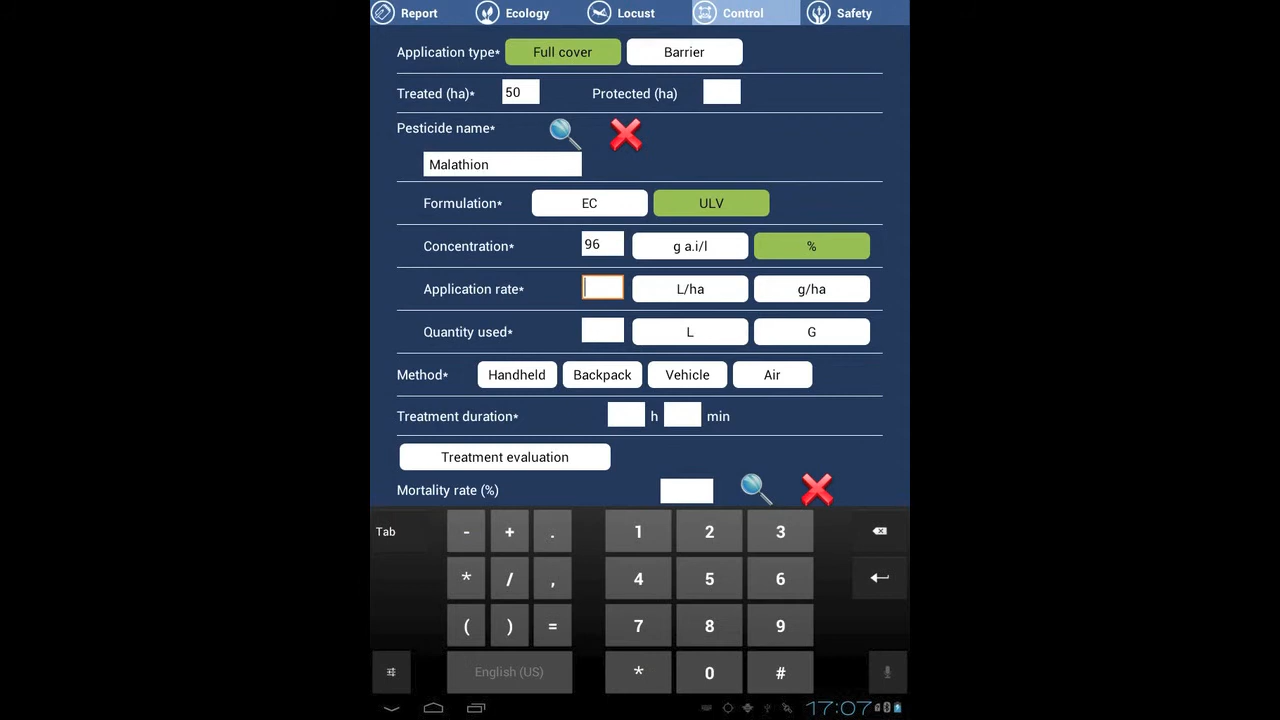 Report Ecology Locust Control Safety
Application type* Full cover Barrier
Treated (ha)* 50 Protected (ha)
Pesticide name*
Malathion
Formulation* EC ULV
Concentration* 96 g a.i/l %
Application rate* L/ha g/ha
Quantity used* L G
Method* Handheld Backpack Vehicle Air
Treatment duration* h min
Treatment evaluation
Mortality rate (%)
Tab - + . 1 2 3
* / , 4 5 6
( ) = 7 8 9
English (US) * 0 #
17:07